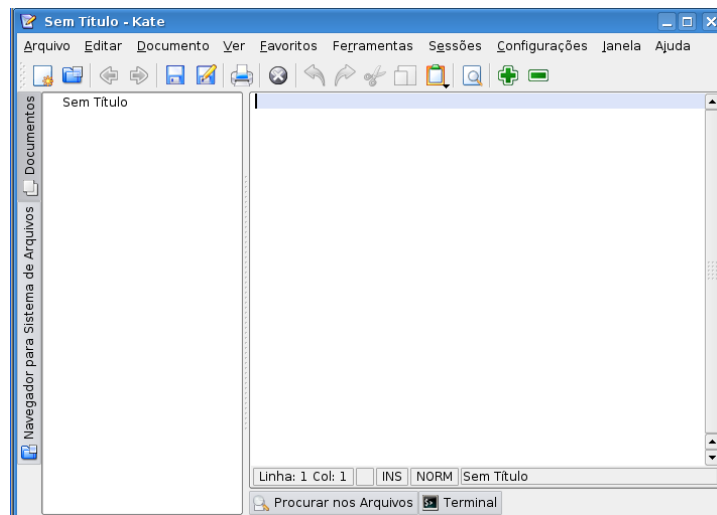 Sem Título - Kate
Arquivo Editar Documento Ver Favoritos Ferramentas Sessões Configurações Janela Ajuda
Documentos
Navegador para Sistema de Arquivos
Sem Título
Linha: 1 Col: 1 INS NORM Sem Título
Procurar nos Arquivos Terminal